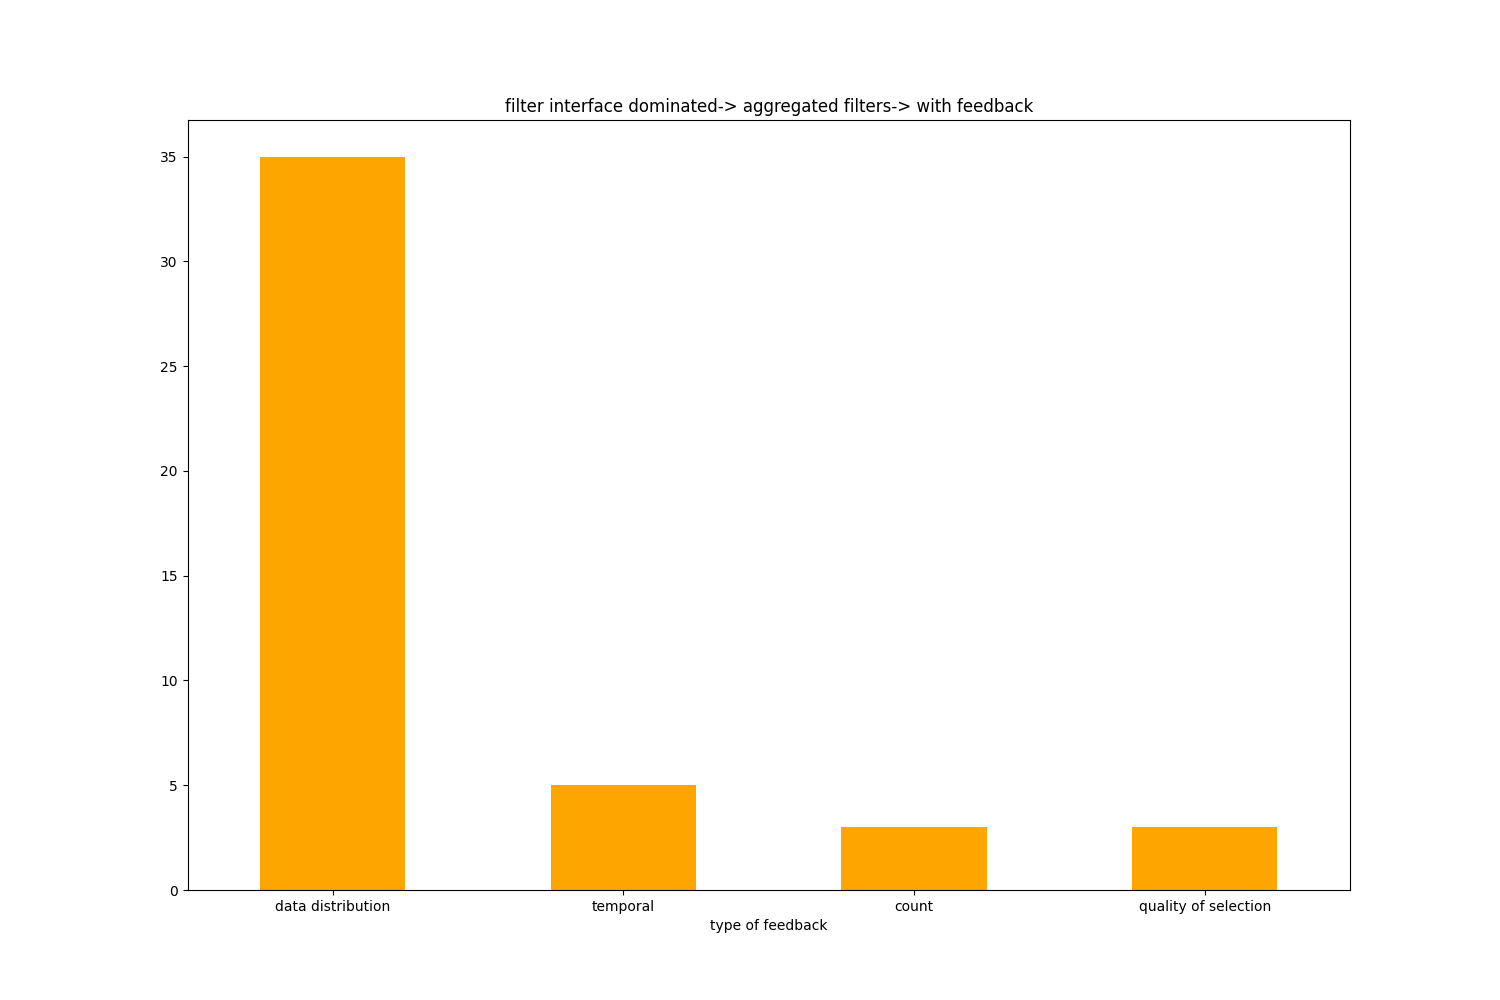 filter interface dominated-> aggregated filters-> with feedback
35
30
25
20
15
10
5
0
data distribution
temporal
count
quality of selection
type of feedback